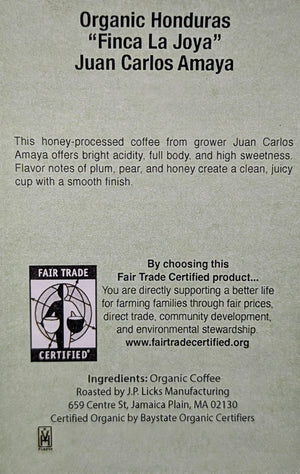 Organic Honduras
“Finca La Joya”
Juan Carlos Amaya
This honey-processed coffee from grower Juan Carlos
Amaya offers bright acidity, full body, and high sweetness.
Flavor notes of plum, pear, and honey create a clean, juicy
cup with a smooth finish.
FAIR TRADE
CERTIFIED
By choosing this
Fair Trade Certified product...
You are directly supporting a better life
for farming families through fair prices,
direct trade, community development,
and environmental stewardship.
www.fairtradecertified.org
Ingredients: Organic Coffee
Roasted by J.P. Licks Manufacturing
659 Centre St, Jamaica Plain, MA 02130
Certified Organic by Baystate Organic Certifiers